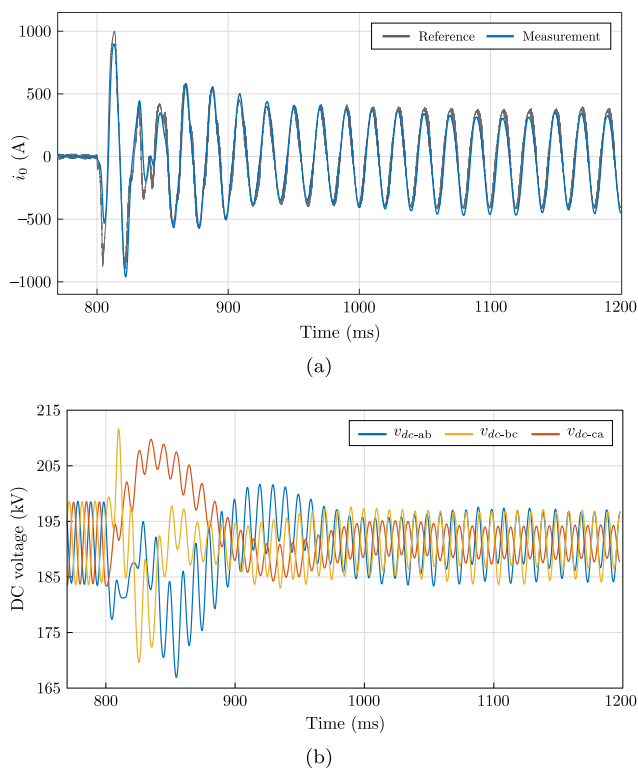 1000
500
0
−500
−1000
i0 (A)
Reference
Measurement
800
900
1000
1100
1200
Time (ms)
(a)
215
205
195
185
175
165
DC voltage (kV)
vdc-ab
vdc-bc
vdc-ca
800
900
1000
1100
1200
Time (ms)
(b)